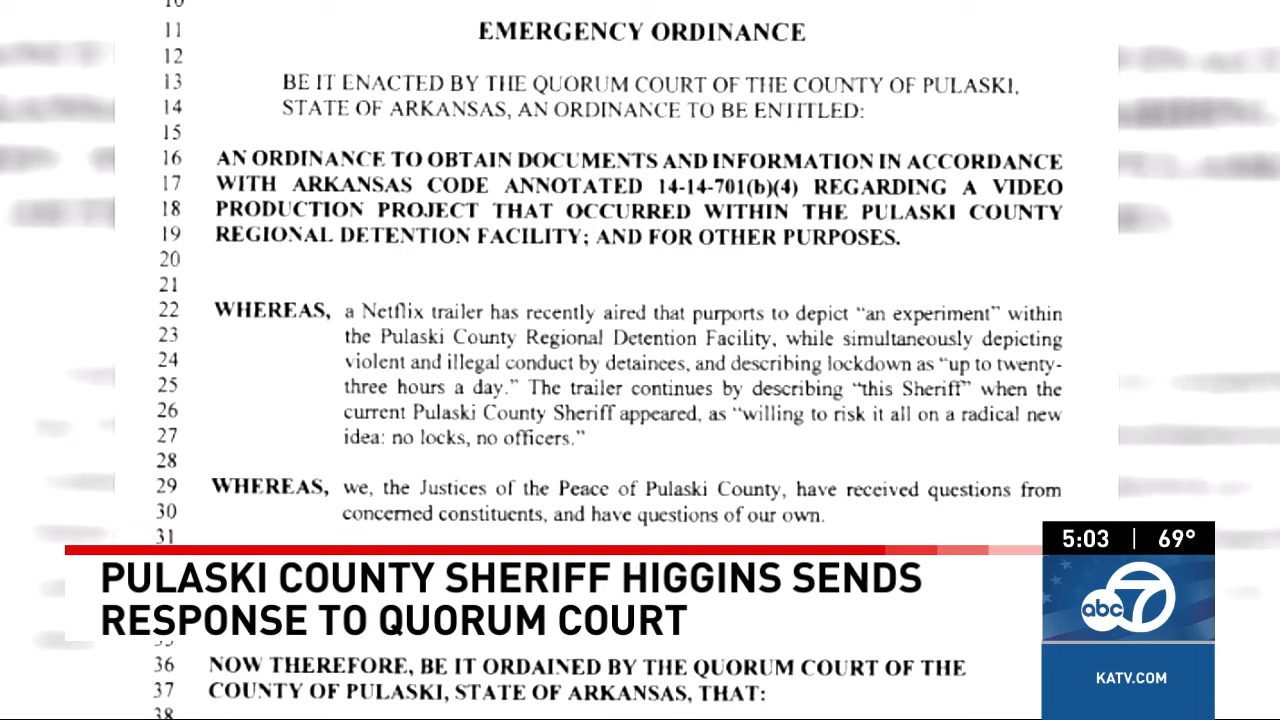 10
11 EMERGENCY ORDINANCE
12
13 BE IT ENACTED BY THE QUORUM COURT OF THE COUNTY OF PULASKI,
14 STATE OF ARKANSAS, AN ORDINANCE TO BE ENTITLED:
15
16 AN ORDINANCE TO OBTAIN DOCUMENTS AND INFORMATION IN ACCORDANCE
17 WITH ARKANSAS CODE ANNOTATED 14-14-701(b)(4) REGARDING A VIDEO
18 PRODUCTION PROJECT THAT OCCURRED WITHIN THE PULASKI COUNTY
19 REGIONAL DETENTION FACILITY; AND FOR OTHER PURPOSES.
20
21
22 WHEREAS, a Netflix trailer has recently aired that purports to depict “an experiment” within
23 the Pulaski County Regional Detention Facility, while simultaneously depicting
24 violent and illegal conduct by detainees, and describing lockdown as “up to twenty-
25 three hours a day.” The trailer continues by describing “this Sheriff” when the
26 current Pulaski County Sheriff appeared, as “willing to risk it all on a radical new
27 idea: no locks, no officers.”
28
29 WHEREAS, we, the Justices of the Peace of Pulaski County, have received questions from
30 concerned constituents, and have questions of our own.
31
5:03 | 69°
PULASKI COUNTY SHERIFF HIGGINS SENDS
RESPONSE TO QUORUM COURT
abc 7
KATV.COM
36 NOW THEREFORE, BE IT ORDAINED BY THE QUORUM COURT OF THE
37 COUNTY OF PULASKI, STATE OF ARKANSAS, THAT:
38